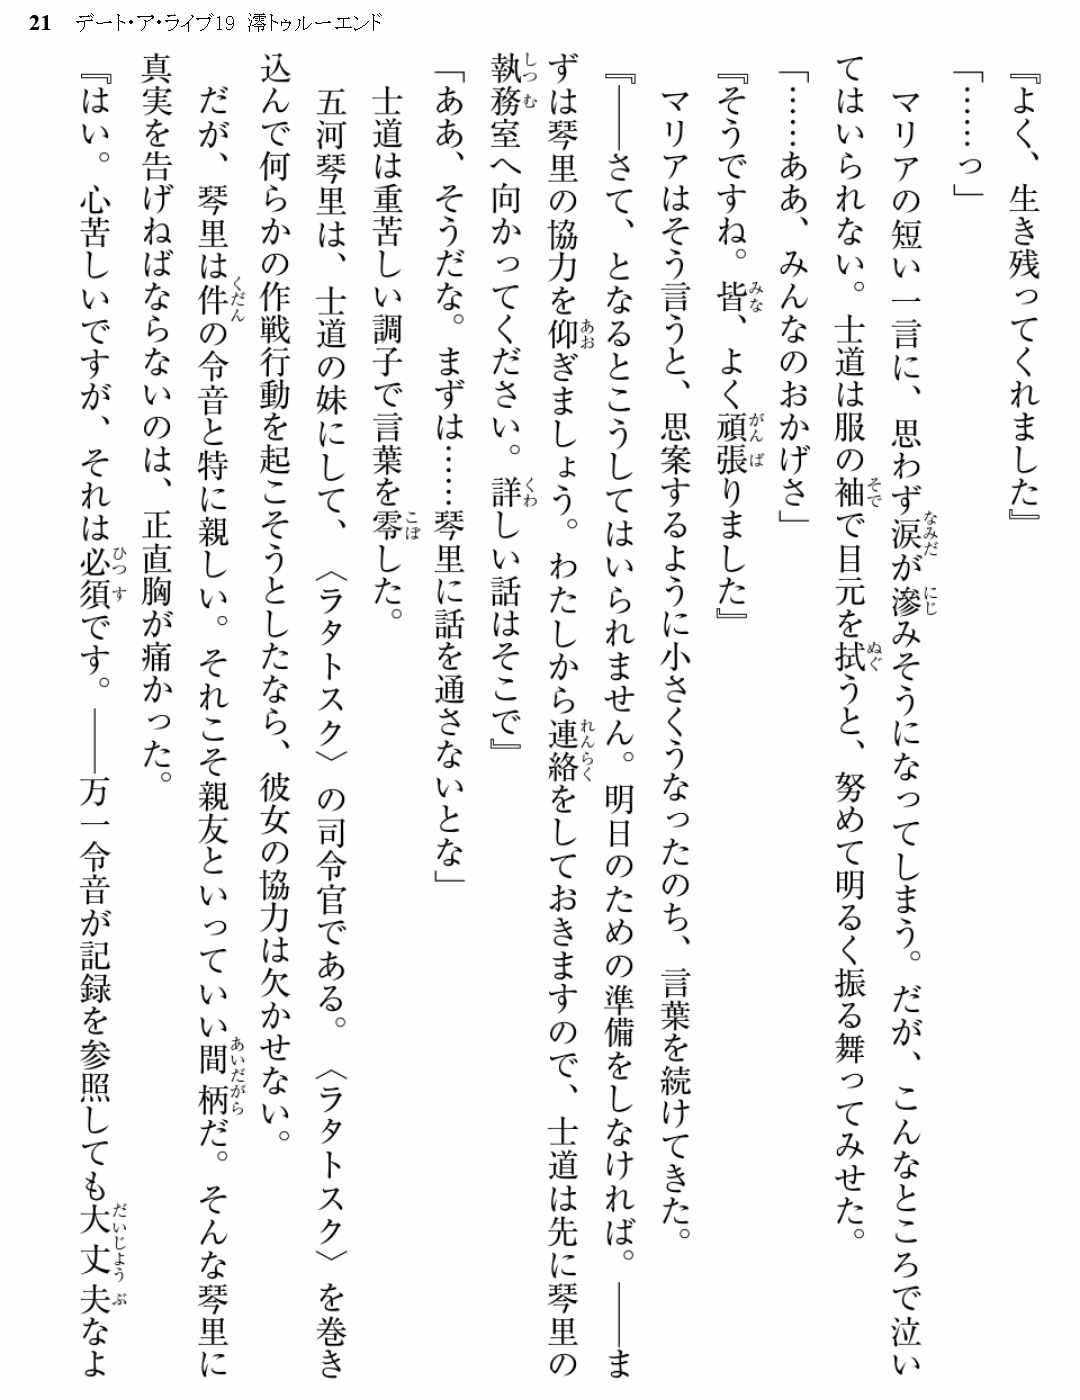 21 デート・ア・ライブ19 澪トゥルーエンド
『よく、生き残ってくれました』
「……っ」
マリアの短い一言に、思わず涙が滲みそうになってしまう。だが、こんなところで泣い
てはいられない。士道は服の袖で目元を拭うと、努めて明るく振る舞ってみせた。
「……ああ、みんなのおかげさ」
『そうですね。皆、よく頑張りました』
マリアはそう言うと、思案するように小さくうなったのち、言葉を続けてきた。
『――さて、となるとこうしてはいられません。明日のための準備をしなければ。――ま
ずは琴里の協力を仰ぎましょう。わたしから連絡をしておきますので、士道は先に琴里の
執務室へ向かってください。詳しい話はそこで』
「ああ、そうだな。まずは……琴里に話を通さないとな」
士道は重苦しい調子で言葉を零した。
五河琴里は、士道の妹にして、〈ラタトスク〉の司令官である。〈ラタトスク〉を巻き
込んで何らかの作戦行動を起こそうとしたなら、彼女の協力は欠かせない。
だが、琴里は件の令音と特に親しい。それこそ親友といっていい間柄だ。そんな琴里に
真実を告げねばならないのは、正直胸が痛かった。
『はい。心苦しいですが、それは必須です。――万一令音が記録を参照しても大丈夫なよ